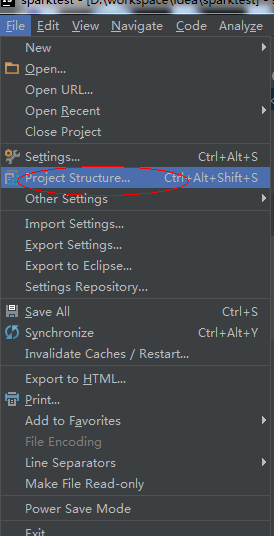 sparktest - [D:\workspace\idea\sparktest] -
File Edit View Navigate Code Analyze
New
Open...
Open URL...
Open Recent
Close Project
Settings... Ctrl+Alt+S
Project Structure... Ctrl+Alt+Shift+S
Other Settings
Import Settings...
Export Settings...
Export to Eclipse...
Settings Repository...
Save All Ctrl+S
Synchronize Ctrl+Alt+Y
Invalidate Caches / Restart...
Export to HTML...
Print...
Add to Favorites
File Encoding
Line Separators
Make File Read-only
Power Save Mode
Exit